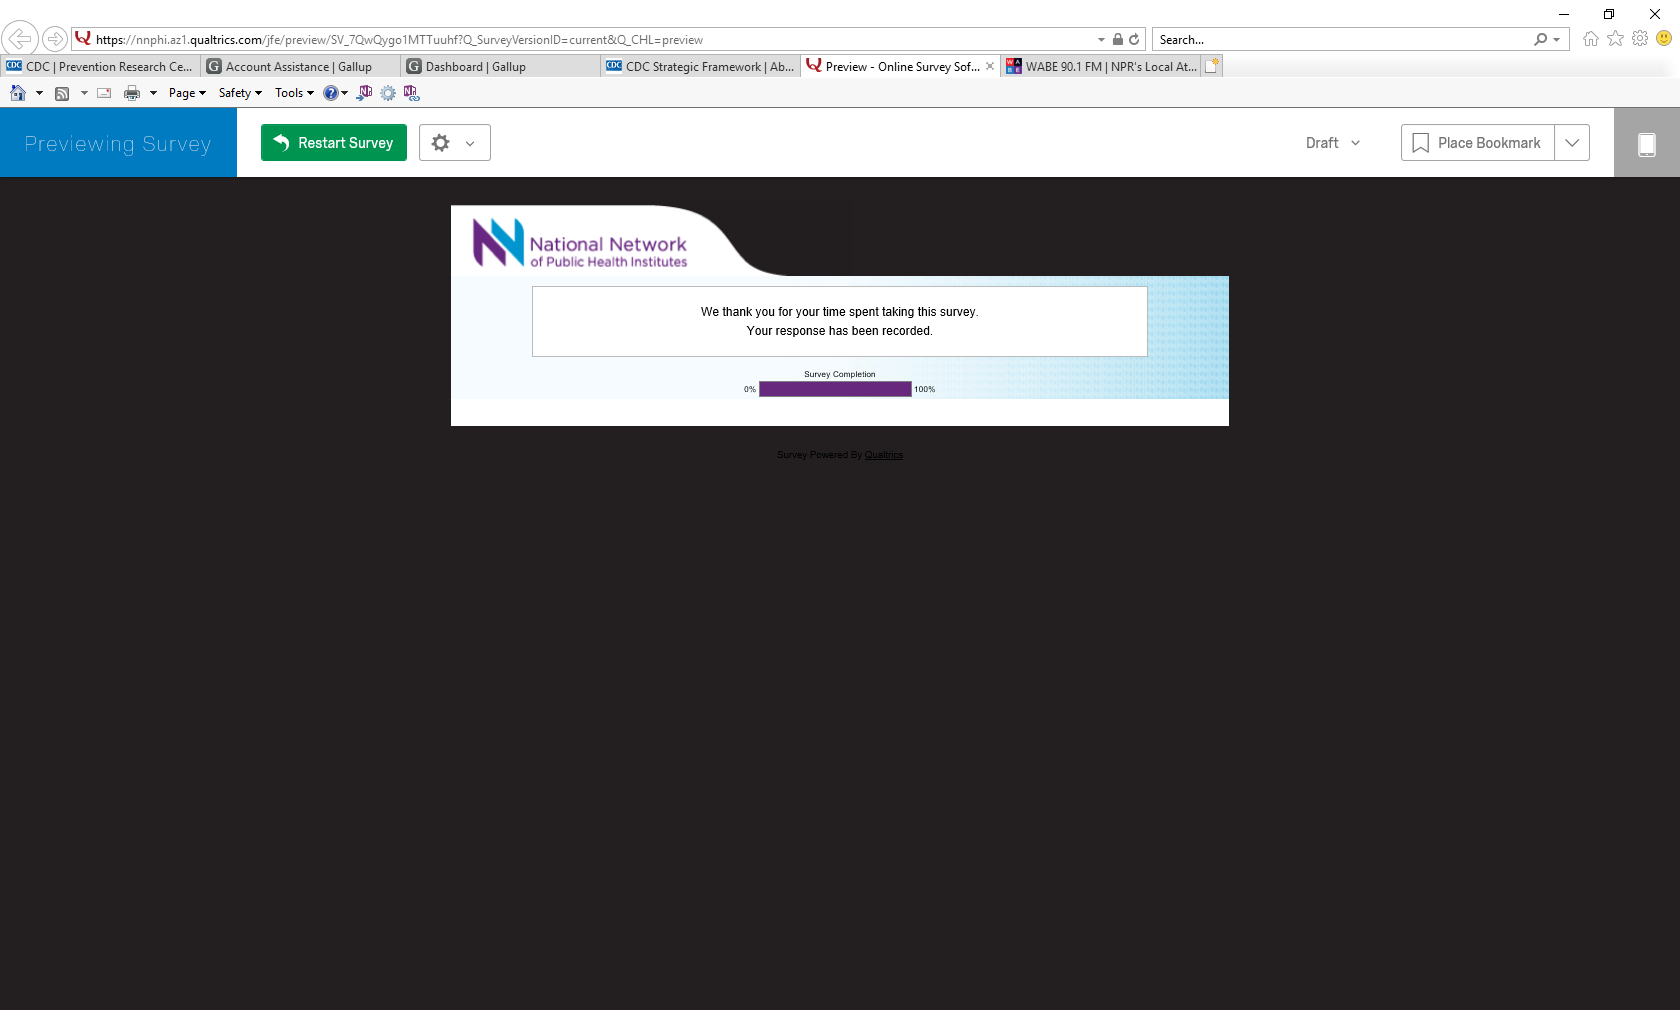 https://nnphi.az1.qualtrics.com/jfe/preview/SV_7QwQygo1MTTuuhf?Q_SurveyVersionID=current&Q_CHL=preview
Search...
CDC CDC | Prevention Research Ce...
G Account Assistance | Gallup
G Dashboard | Gallup
CDC CDC Strategic Framework | Ab...
Preview - Online Survey Sof...
WABE WABE 90.1 FM | NPR's Local At...
Page Safety Tools
Previewing Survey
Restart Survey
Draft
Place Bookmark
National Network
of Public Health Institutes
We thank you for your time spent taking this survey.
Your response has been recorded.
Survey Completion
0% 100%
Survey Powered By Qualtrics